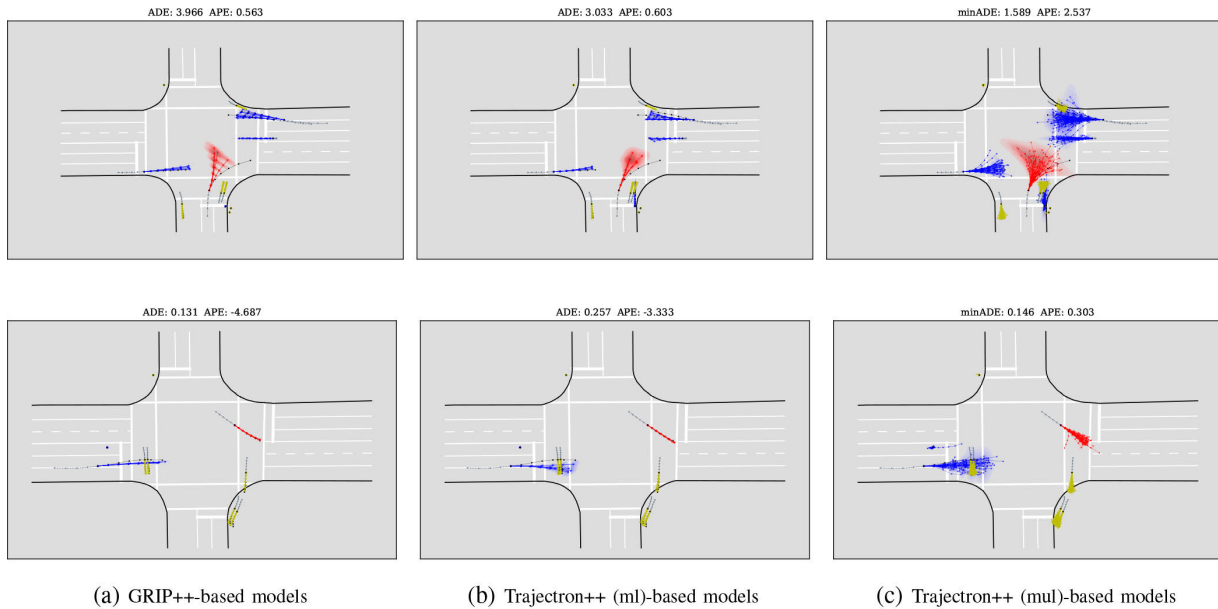 ADE: 3.966 APE: 0.563
ADE: 3.033 APE: 0.603
minADE: 1.589 APE: 2.537
ADE: 0.131 APE: -4.687
ADE: 0.257 APE: -3.333
minADE: 0.146 APE: 0.303
(a) GRIP++-based models
(b) Trajectron++ (ml)-based models
(c) Trajectron++ (mul)-based models